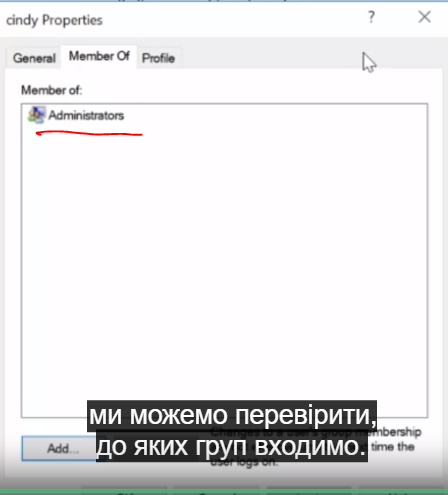 cindy Properties
General Member Of Profile
Member of:
Administrators
ми можемо перевірити,
до яких груп входимо.
membership
Add...
time the
user logs on.